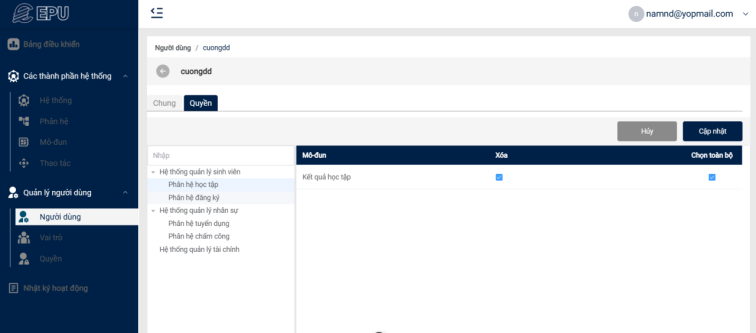 EPU
namnd@yopmail.com
Bảng điều khiển
Các thành phần hệ thống
Hệ thống
Phân hệ
Mô-đun
Thao tác
Quản lý người dùng
Người dùng
Vai trò
Quyền
Nhật ký hoạt động
Người dùng / cuongdd
cuongdd
Chung Quyền
Hủy Cập nhật
Nhập
Hệ thống quản lý sinh viên
Phân hệ học tập
Phân hệ đăng ký
Hệ thống quản lý nhân sự
Phân hệ tuyển dụng
Phân hệ chấm công
Hệ thống quản lý tài chính
Mô-đun Xóa Chọn toàn bộ
Kết quả học tập